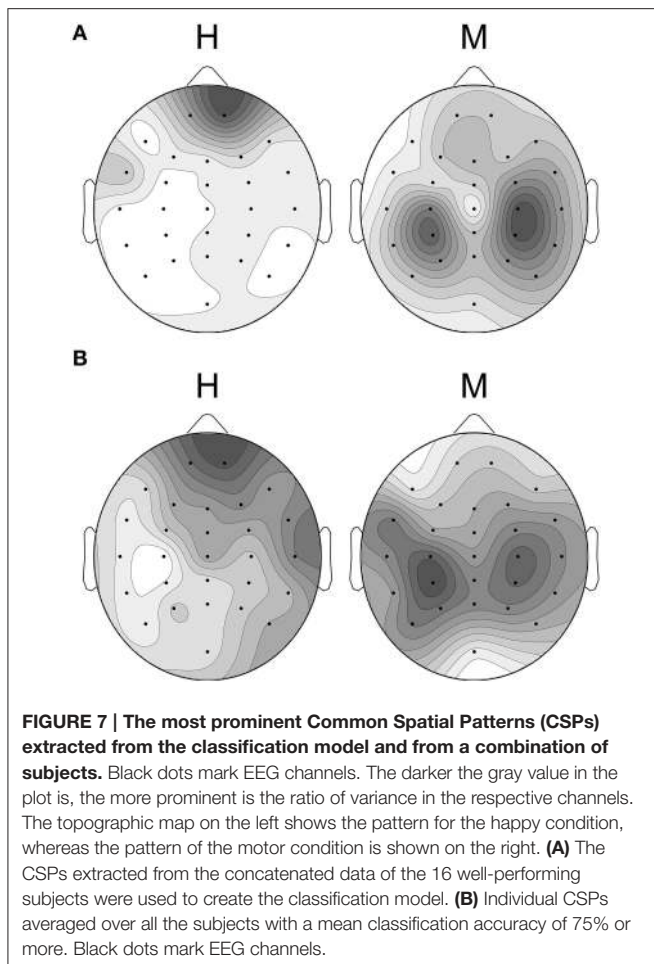 A
H
M
B
H
M
FIGURE 7 | The most prominent Common Spatial Patterns (CSPs)
extracted from the classification model and from a combination of
subjects. Black dots mark EEG channels. The darker the gray value in the
plot is, the more prominent is the ratio of variance in the respective channels.
The topographic map on the left shows the pattern for the happy condition,
whereas the pattern of the motor condition is shown on the right. (A) The
CSPs extracted from the concatenated data of the 16 well-performing
subjects were used to create the classification model. (B) Individual CSPs
averaged over all the subjects with a mean classification accuracy of 75% or
more. Black dots mark EEG channels.